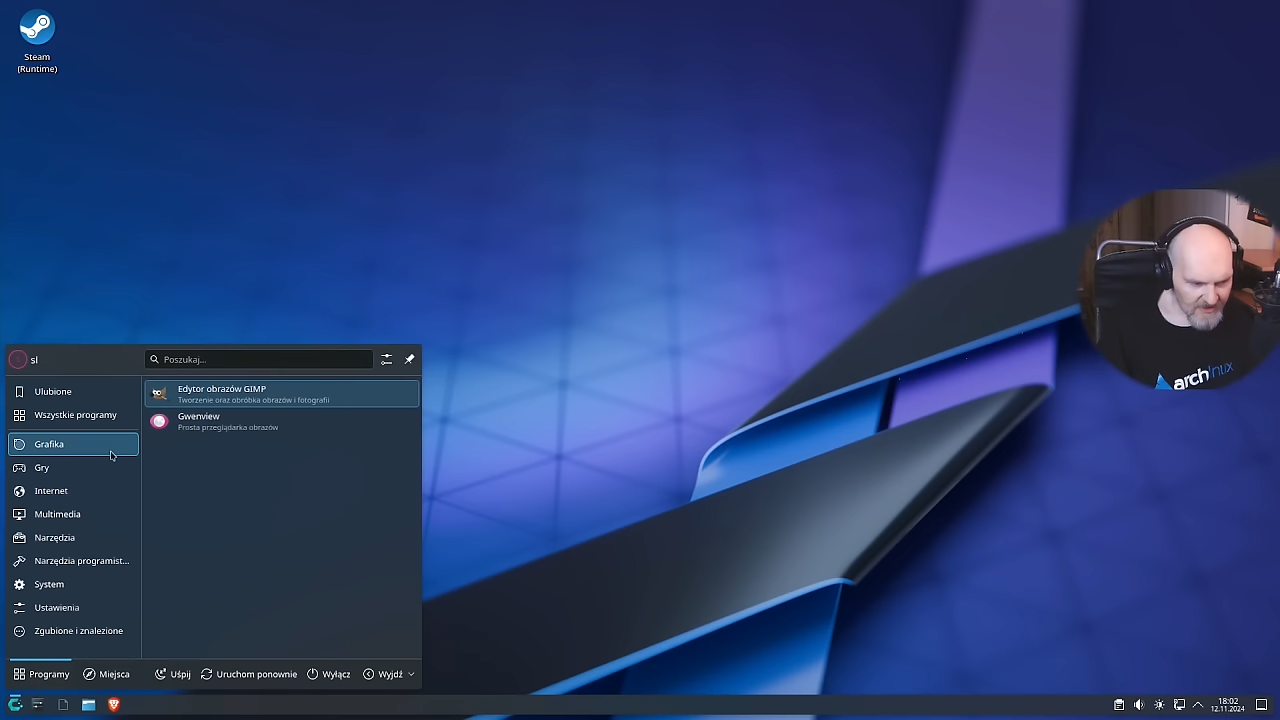 Steam
(Runtime)
arch linux
sl
Poszukaj...
Ulubione
Wszystkie programy
Grafika
Gry
Internet
Multimedia
Narzędzia
Narzędzia programist...
System
Ustawienia
Zgubione i znalezione
Edytor obrazów GIMP
Tworzenie oraz obróbka obrazów i fotografii
Gwenview
Prosta przeglądarka obrazów
Programy
Miejsca
Uśpij
Uruchom ponownie
Wyłącz
Wyjdź
18:02
12.11.2024